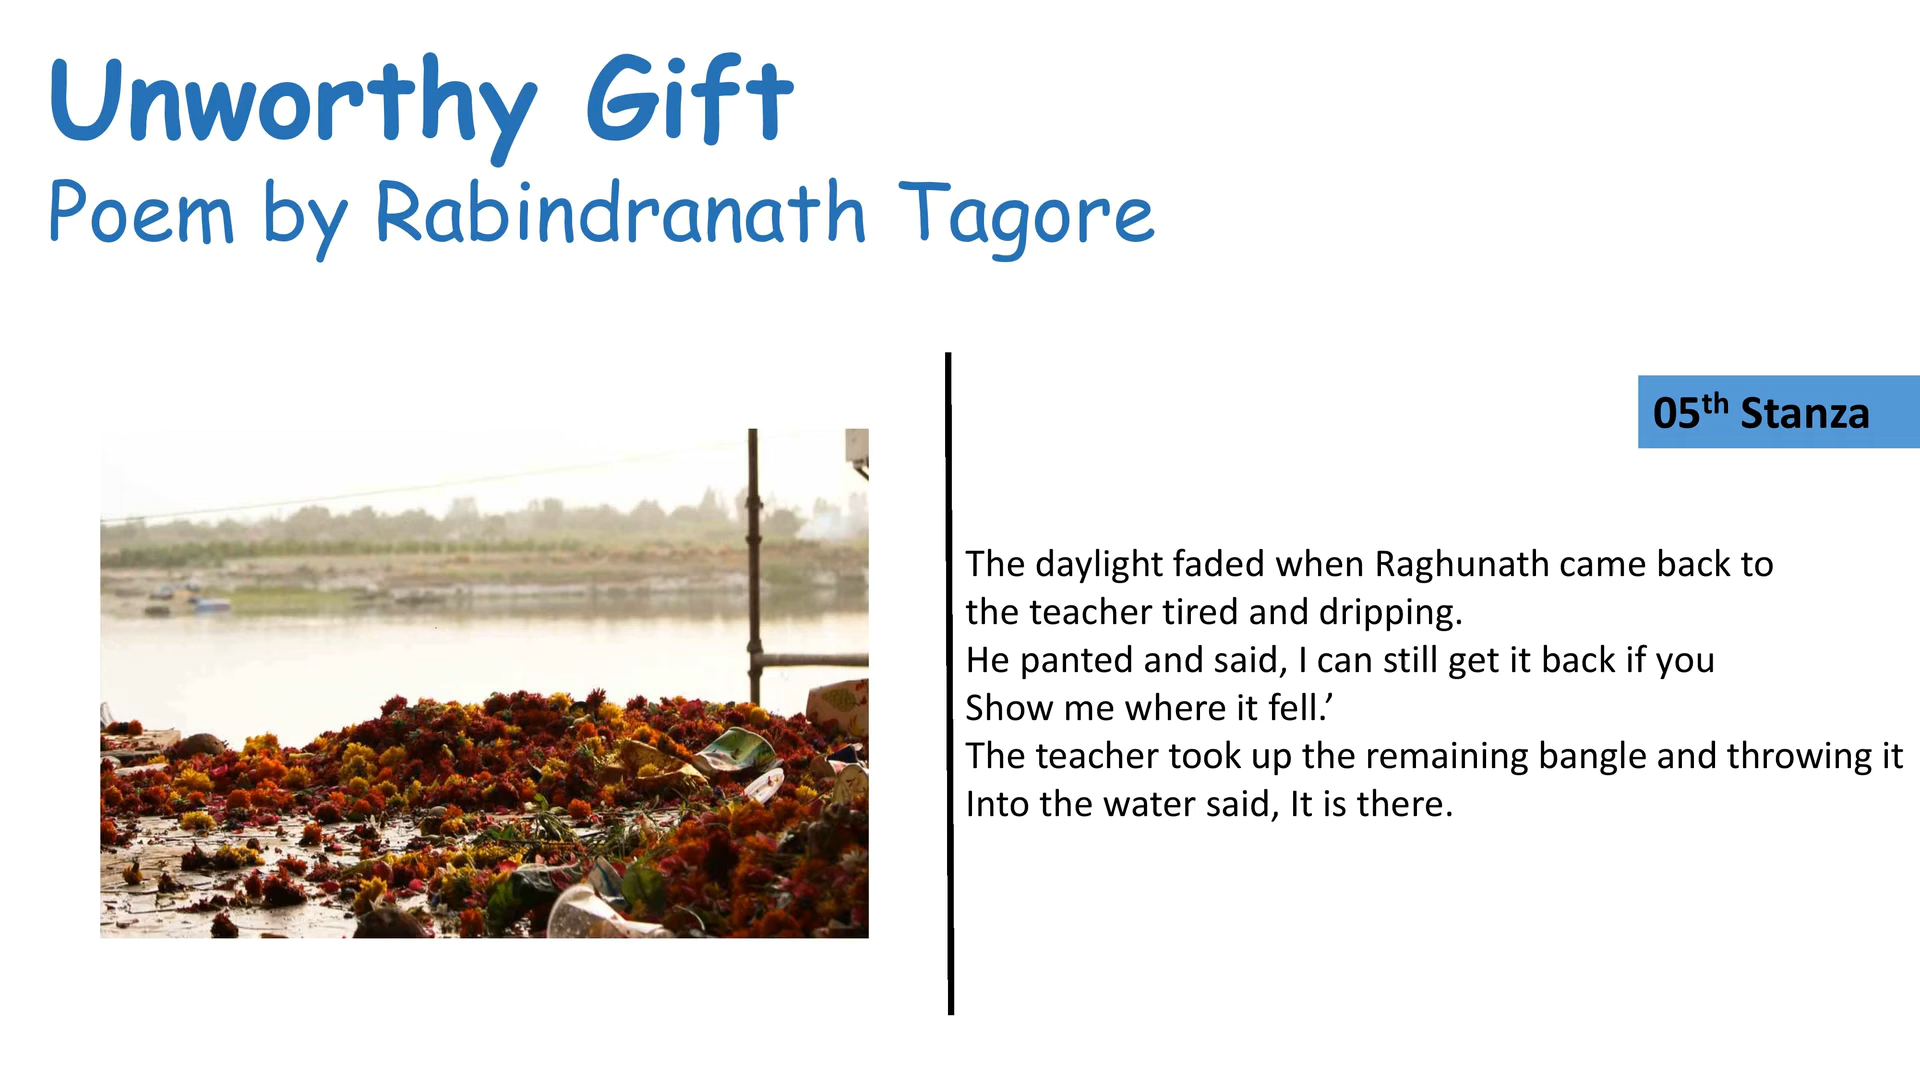 Unworthy Gift
Poem by Rabindranath Tagore
05th Stanza
The daylight faded when Raghunath came back to
the teacher tired and dripping.
He panted and said, I can still get it back if you
Show me where it fell.’
The teacher took up the remaining bangle and throwing it
Into the water said, It is there.